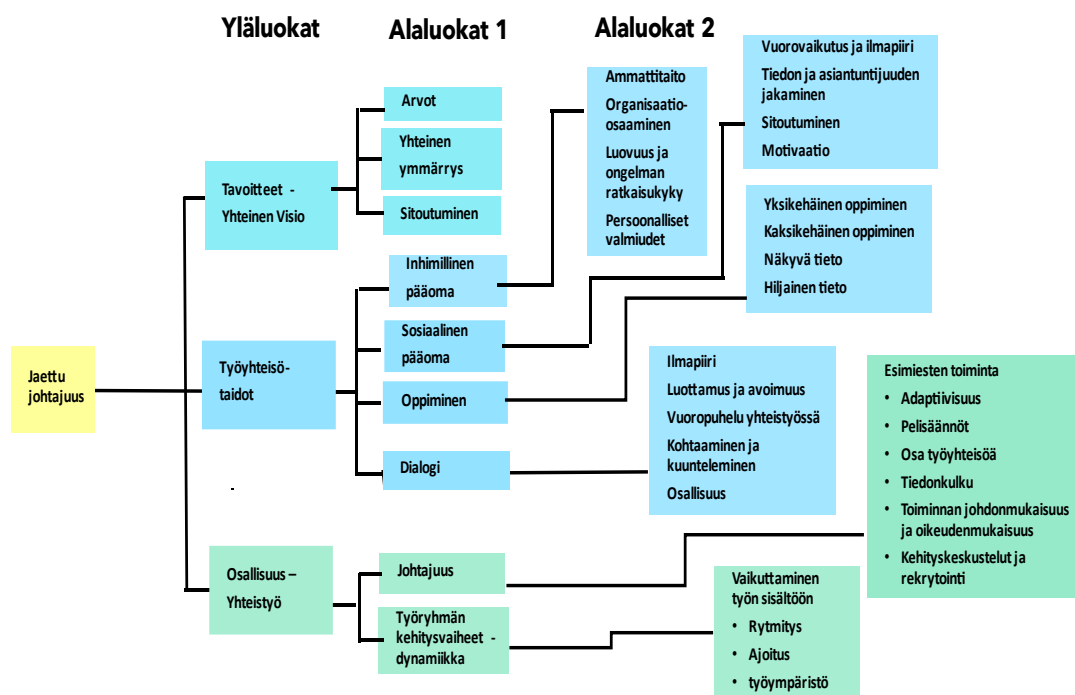 Yläluokat
Alaluokat 1
Alaluokat 2
Jaettu
johtajuus
Tavoitteet -
Yhteinen Visio
Arvot
Yhteinen
ymmärrys
Sitoutuminen
Työyhteisö-
taidot
Inhimillinen
pääoma
Ammattitaito
Organisaatio-
osaaminen
Luovuus ja
ongelman
ratkaisukyky
Persoonalliset
valmiudet
Sosiaalinen
pääoma
Vuorovaikutus ja ilmapiiri
Tiedon ja asiantuntijuuden
jakaminen
Sitoutuminen
Motivaatio
Oppiminen
Yksikehäinen oppiminen
Kaksikehäinen oppiminen
Näkyvä tieto
Hiljainen tieto
Dialogi
Ilmapiiri
Luottamus ja avoimuus
Vuoropuhelu yhteistyössä
Kohtaaminen ja
kuunteleminen
Osallisuus
Osallisuus –
Yhteistyö
Johtajuus
Esimiesten toiminta
• Adaptiivisuus
• Pelisäännöt
• Osa työyhteisöä
• Tiedonkulku
• Toiminnan johdonmukaisuus
ja oikeudenmukaisuus
• Kehityskeskustelut ja
rekrytointi
Työryhmän
kehitysvaiheet -
dynamiikka
Vaikuttaminen
työn sisältöön
• Rytmitys
• Ajoitus
• työympäristö